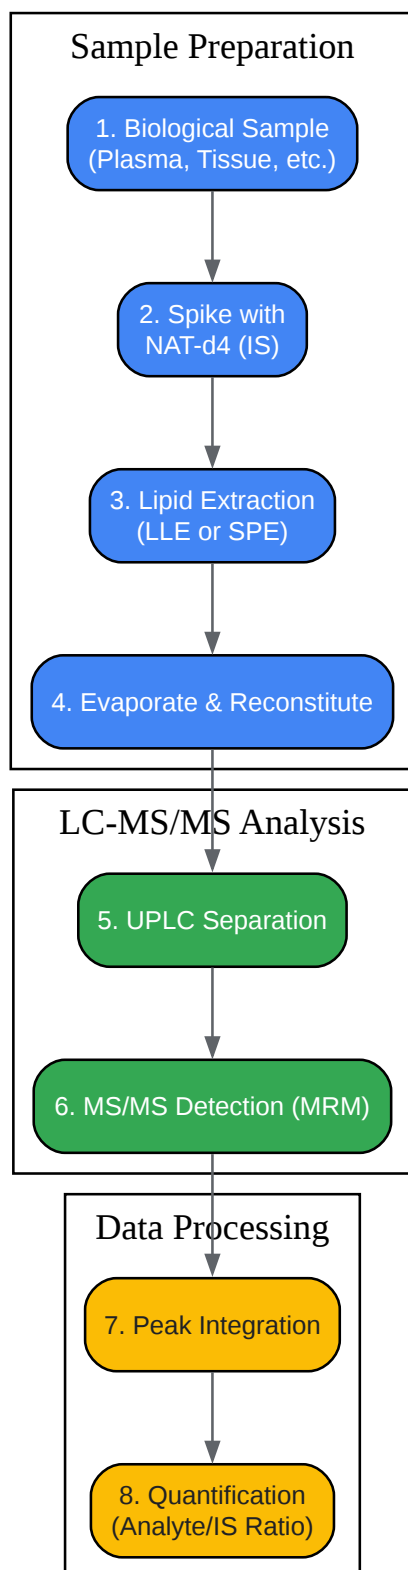 Sample Preparation
1. Biological Sample
(Plasma, Tissue, etc.)
2. Spike with
NAT-d4 (IS)
3. Lipid Extraction
(LLE or SPE)
4. Evaporate & Reconstitute
LC-MS/MS Analysis
5. UPLC Separation
6. MS/MS Detection (MRM)
Data Processing
7. Peak Integration
8. Quantification
(Analyte/IS Ratio)